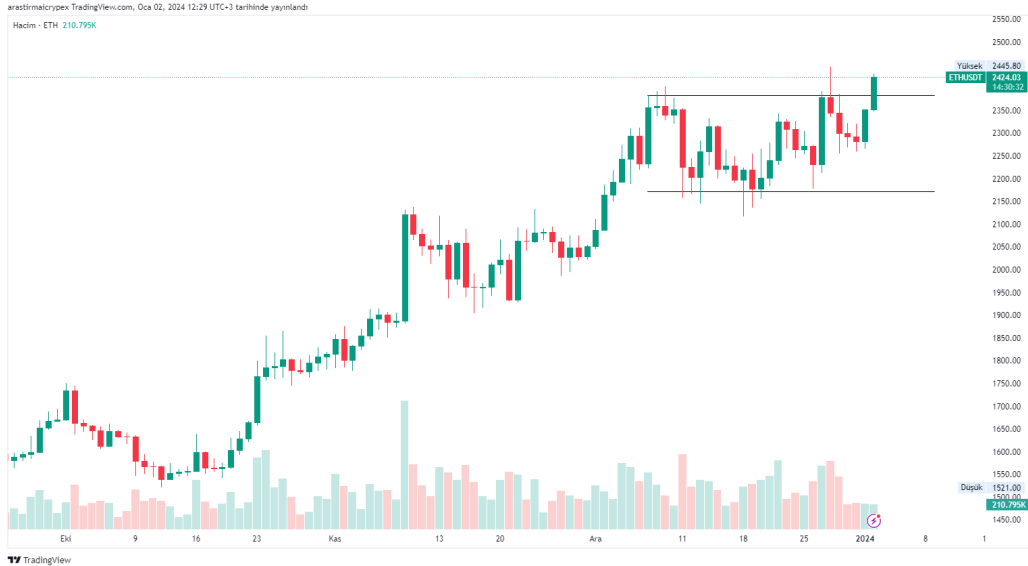 arastirmaicrypex TradingView.com, Oca 02, 2024 12:29 UTC+3 tarihinde yayınlandı
Hacim · ETH 210.795K
2550.00
2500.00
Yüksek 2445.80
ETHUSDT 2424.03
14:30:32
2350.00
2300.00
2250.00
2200.00
2150.00
2100.00
2050.00
2000.00
1950.00
1900.00
1850.00
1800.00
1750.00
1700.00
1650.00
1600.00
1550.00
Düşük 1521.00
1500.00
210.795K
1450.00
Eki 9 16 23 Kas 13 20 Ara 11 18 25 2024 8 1
TradingView